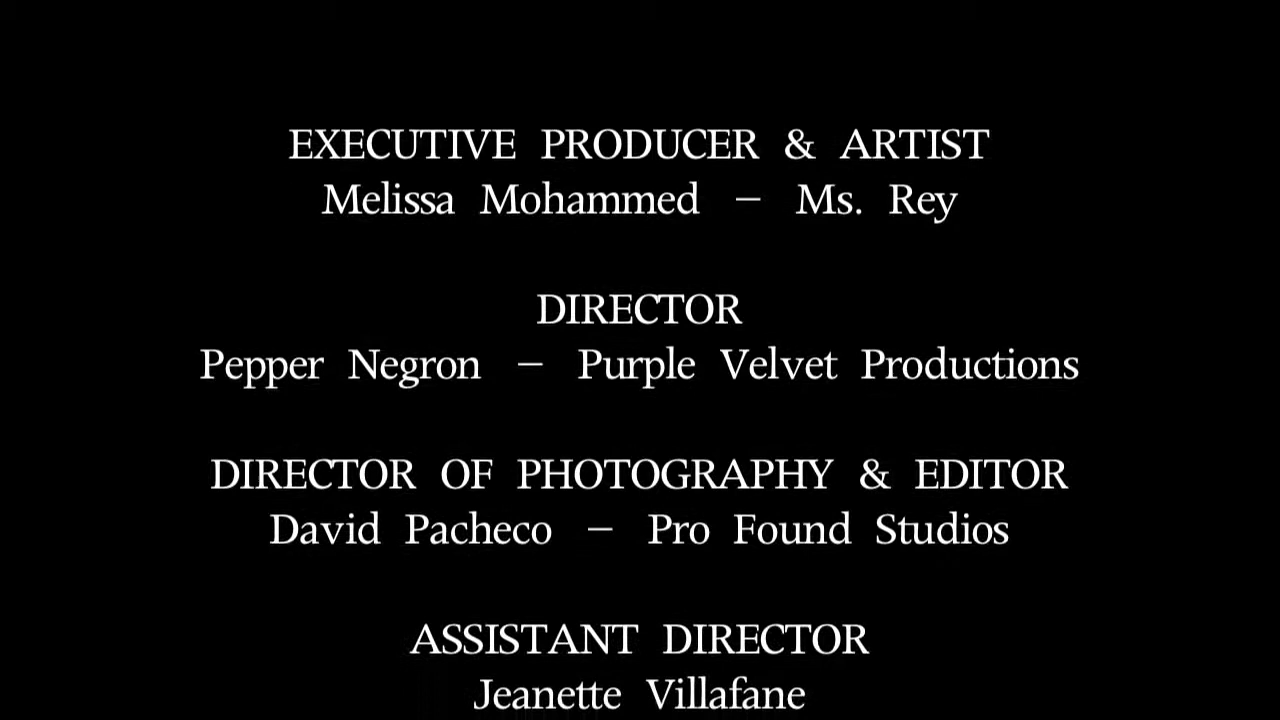 EXECUTIVE PRODUCER & ARTIST
Melissa Mohammed – Ms. Rey
DIRECTOR
Pepper Negron – Purple Velvet Productions
DIRECTOR OF PHOTOGRAPHY & EDITOR
David Pacheco – Pro Found Studios
ASSISTANT DIRECTOR
Jeanette Villafane